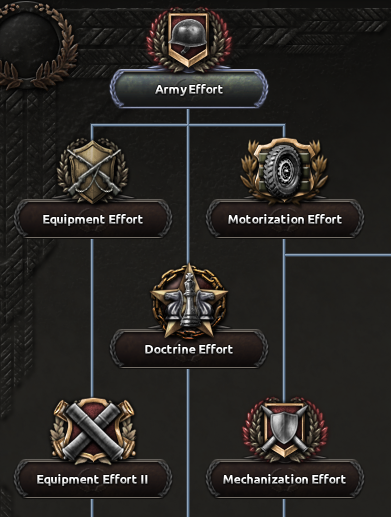 Army Effort
Equipment Effort
Motorization Effort
Doctrine Effort
Equipment Effort II
Mechanization Effort